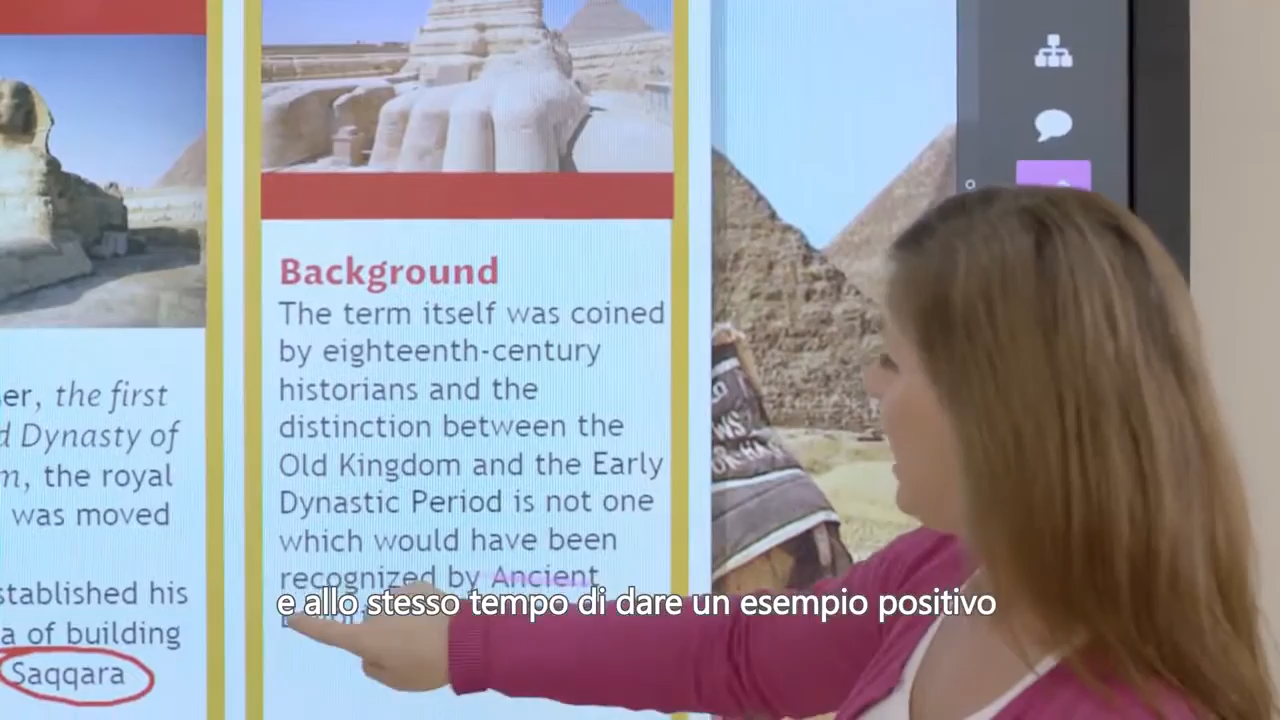 er, the first
d Dynasty of
m, the royal
was moved
stablished his
a of building
Saqqara
Background
The term itself was coined
by eighteenth-century
historians and the
distinction between the
Old Kingdom and the Early
Dynastic Period is not one
which would have been
recognized by Ancient
e allo stesso tempo di dare un esempio positivo